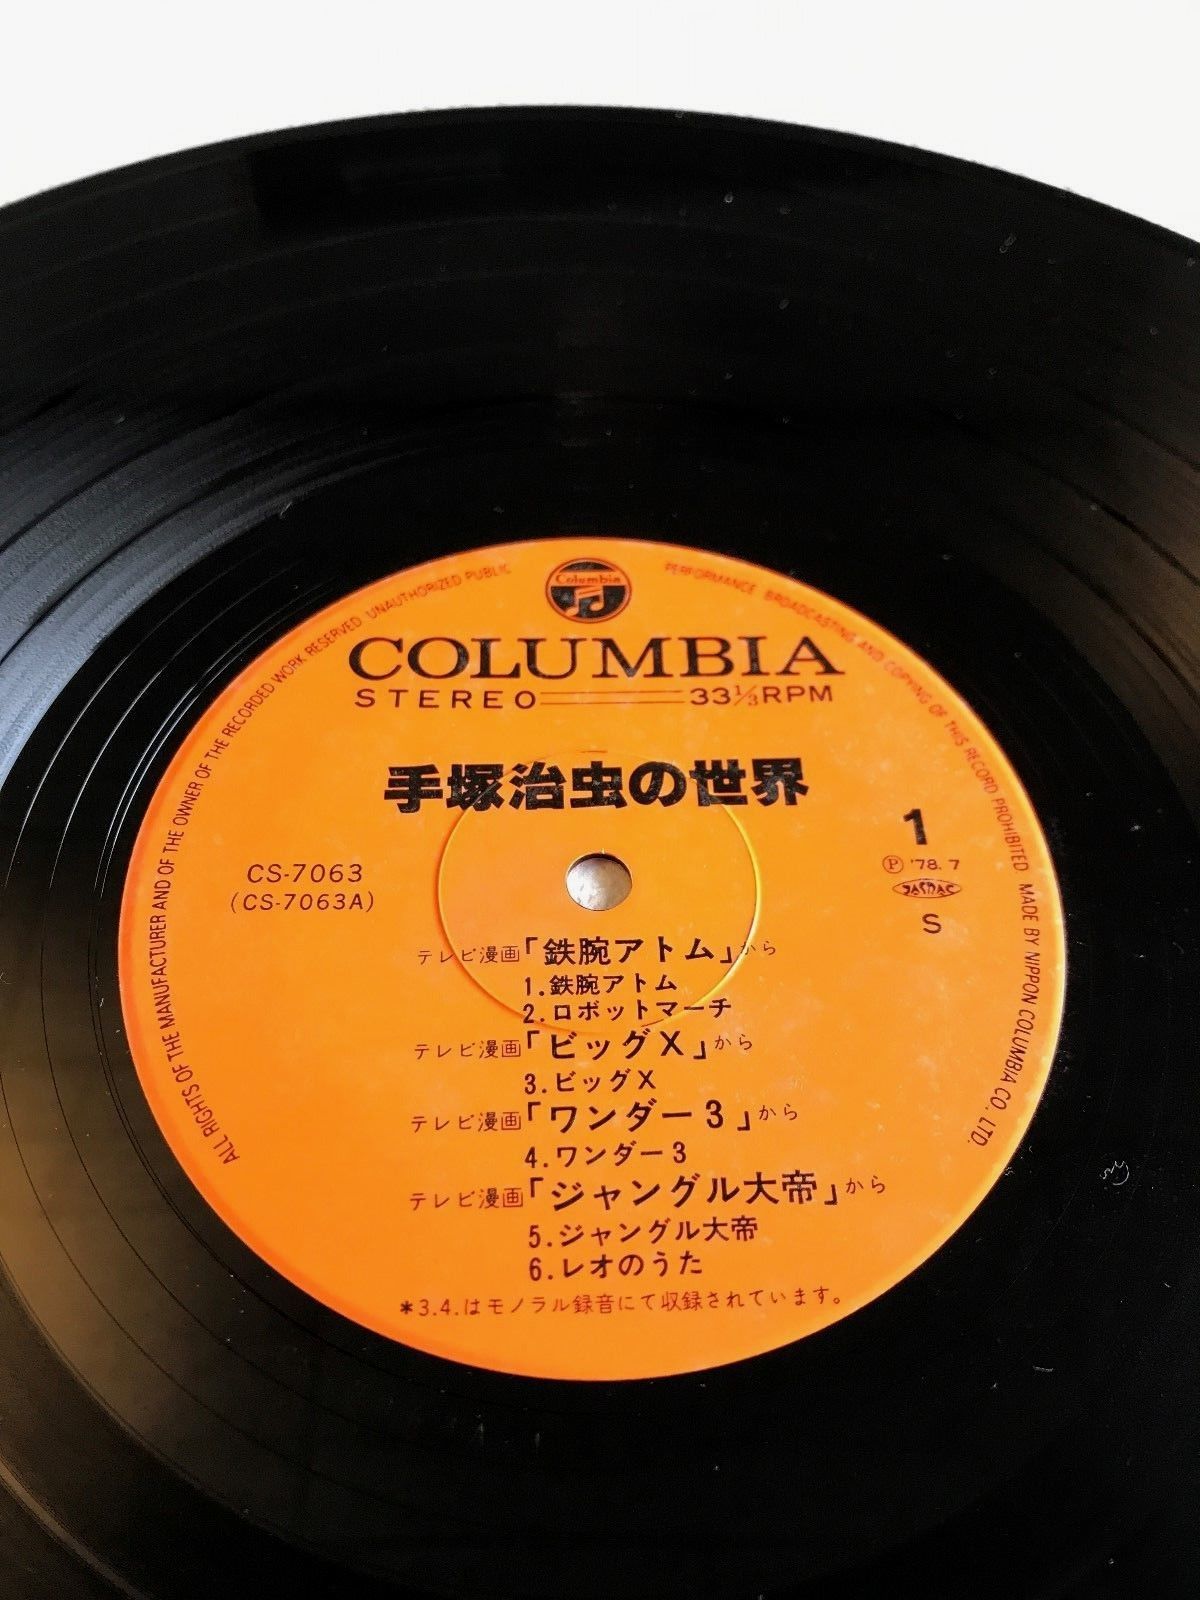 Columbia
COLUMBIA
STEREO 33⅓RPM
手塚治虫の世界
1
Ⓟ '78.7
JASRAC
S
CS-7063
(CS-7063A)
テレビ漫画「鉄腕アトム」から
1.鉄腕アトム
2.ロボットマーチ
テレビ漫画「ビッグX」から
3.ビッグX
テレビ漫画「ワンダー3」から
4.ワンダー3
テレビ漫画「ジャングル大帝」から
5.ジャングル大帝
6.レオのうた
*3.4.はモノラル録音にて収録されています。
ALL RIGHTS OF THE MANUFACTURER AND OF THE OWNER OF THE RECORDED WORK RESERVED. UNAUTHORIZED PUBLIC PERFORMANCE BROADCASTING AND COPYING OF THIS RECORD PROHIBITED. MADE BY NIPPON COLUMBIA CO., LTD.